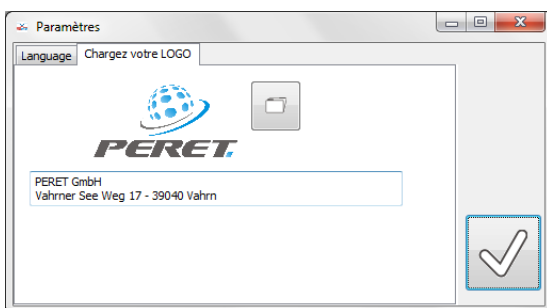 Paramètres
Language
Chargez votre LOGO
PERET.
PERET GmbH
Vahrner See Weg 17 - 39040 Vahrn